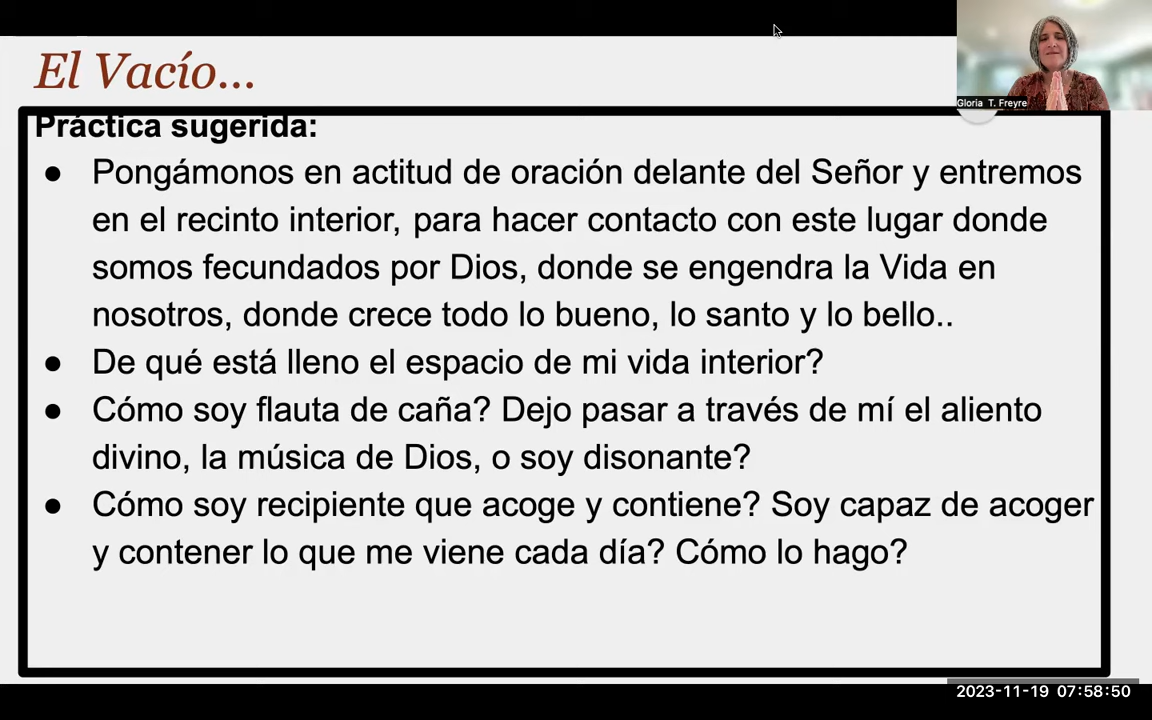 El Vacío...
Gloria T. Freyre
Práctica sugerida:
● Pongámonos en actitud de oración delante del Señor y entremos
en el recinto interior, para hacer contacto con este lugar donde
somos fecundados por Dios, donde se engendra la Vida en
nosotros, donde crece todo lo bueno, lo santo y lo bello..
● De qué está lleno el espacio de mi vida interior?
● Cómo soy flauta de caña? Dejo pasar a través de mí el aliento
divino, la música de Dios, o soy disonante?
● Cómo soy recipiente que acoge y contiene? Soy capaz de acoger
y contener lo que me viene cada día? Cómo lo hago?
2023-11-19 07:58:50